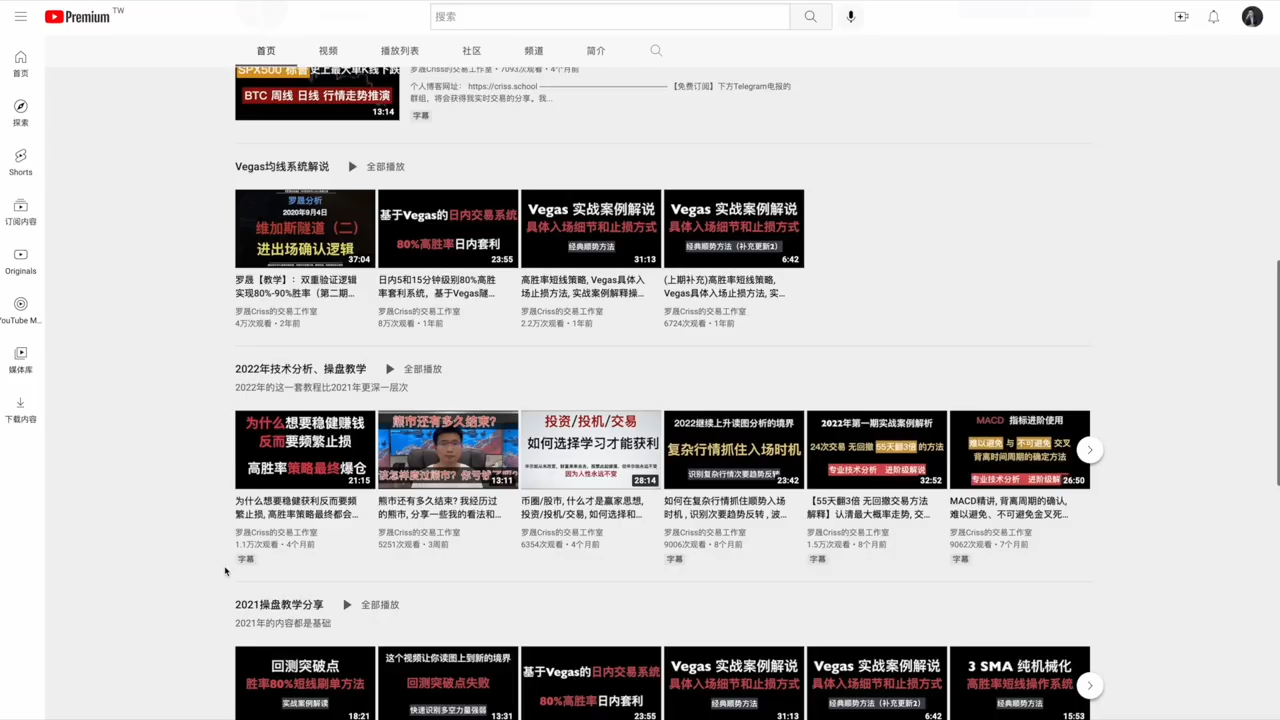 Premium TW
搜索
首页
视频
播放列表
社区
频道
简介
首页
探索
Shorts
订阅内容
Originals
YouTube M...
媒体库
下载内容
BTC 周线 日线 行情走势推演
13:14
罗晟Criss的交易工作室 • 7093次观看 • 4个月前
个人博客网址： https://criss.school 【免费订阅】下方Telegram电报的
群组，将会获得我实时交易的分享。我...
字幕
Vegas均线系统解说
全部播放
罗晟分析
2020年9月4日
维加斯隧道（二）
进出场确认逻辑
37:04
基于Vegas的日内交易系统
80%高胜率日内套利
23:55
Vegas 实战案例解说
具体入场细节和止损方式
经典顺势方法
31:13
Vegas 实战案例解说
具体入场细节和止损方式
经典顺势方法（补充更新2）
6:42
罗晟【教学】：双重验证逻辑
实现80%-90%胜率（第二期...
罗晟Criss的交易工作室
4万次观看 • 2年前
日内5和15分钟级别80%高胜
率套利系统，基于Vegas隧...
罗晟Criss的交易工作室
8万次观看 • 1年前
高胜率短线策略, Vegas具体入
场止损方法, 实战案例解释操...
罗晟Criss的交易工作室
2.2万次观看 • 1年前
(上期补充)高胜率短线策略,
Vegas具体入场止损方法, 实...
罗晟Criss的交易工作室
6724次观看 • 1年前
2022年技术分析、操盘教学
全部播放
2022年的这一套教程比2021年更深一层次
为什么想要稳健赚钱
反而要频繁止损
高胜率策略最终爆仓
21:15
熊市还有多久结束?
13:11
投资/投机/交易
如何选择学习才能获利
因为人性永远不变
28:14
2022继续上升读图分析的境界
复杂行情抓住入场时机
识别复杂行情次要趋势反转
23:42
2022年第一期实战案例解析
24次交易 无回撤 55天翻3倍 的方法
专业技术分析 进阶级解说
32:52
MACD 指标进阶使用
难以避免 与 不可避免 交叉
背离时间周期的确定方法
专业技术分析 进阶级解
26:50
为什么想要稳健获利反而要频
繁止损, 高胜率策略最终都会...
罗晟Criss的交易工作室
1.1万次观看 • 4个月前
字幕
熊市还有多久结束? 我经历过
的熊市, 分享一些我的看法和...
罗晟Criss的交易工作室
5251次观看 • 3周前
币圈/股市, 什么才是赢家思想,
投资/投机/交易, 如何选择和...
罗晟Criss的交易工作室
6354次观看 • 4个月前
如何在复杂行情抓住顺势入场
时机 , 识别次要趋势反转 , 波...
罗晟Criss的交易工作室
9006次观看 • 8个月前
字幕
【55天翻3倍 无回撤交易方法
解释】认清最大概率走势, 交...
罗晟Criss的交易工作室
1.5万次观看 • 8个月前
字幕
MACD精讲, 背离周期的确认,
难以避免、不可避免金叉死...
罗晟Criss的交易工作室
9062次观看 • 7个月前
字幕
2021操盘教学分享
全部播放
2021年的内容都是基础
回测突破点
胜率80%短线刷单方法
实战案例解读
18:21
这个视频让你读图上到新的境界
回测突破点失败
快速识别多空力量强弱
13:31
基于Vegas的日内交易系统
80%高胜率日内套利
23:55
Vegas 实战案例解说
具体入场细节和止损方式
经典顺势方法
31:13
Vegas 实战案例解说
具体入场细节和止损方式
经典顺势方法（补充更新2）
6:42
3 SMA 纯机械化
高胜率短线操作系统
经典顺势方法
15:53